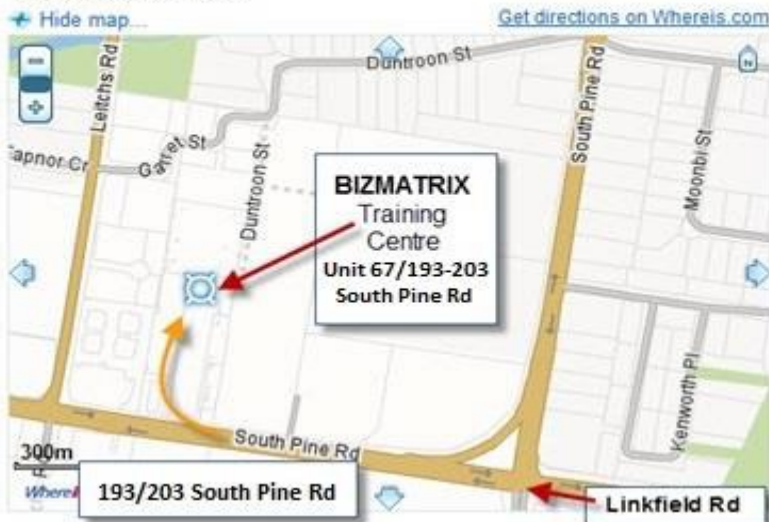 Hide map...
Get directions on Whereis.com
Duntroon St
Leitchs Rd
South Pine Rd
Moonbi St
Garret St
Duntroon St
BIZMATRIX
Training
Centre
Unit 67/193-203
South Pine Rd
Kenworth Pl
South Pine Rd
300m
193/203 South Pine Rd
Linkfield Rd